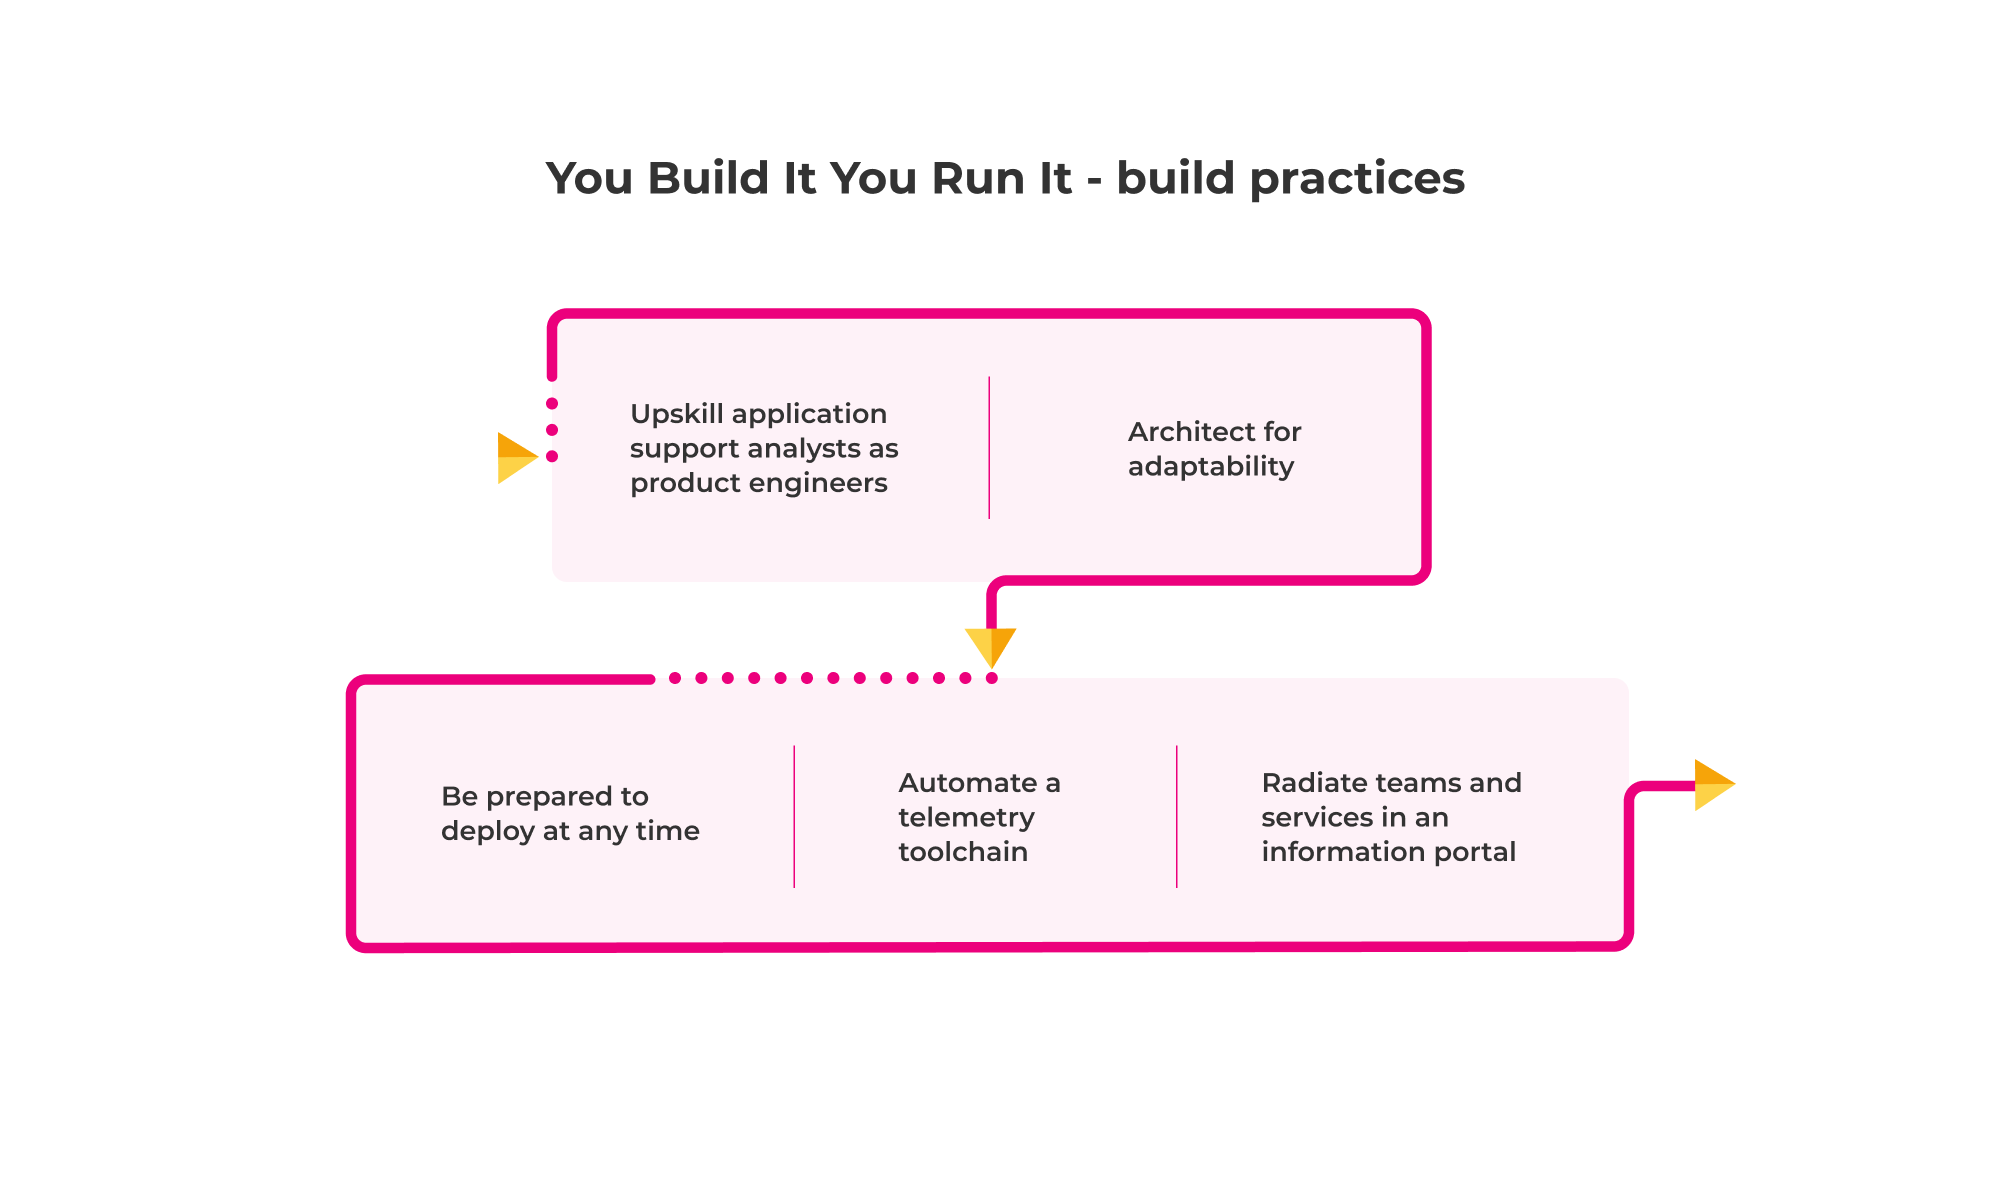 You Build It You Run It - build practices
Upskill application
support analysts as
product engineers
Architect for
adaptability
Be prepared to
deploy at any time
Automate a
telemetry
toolchain
Radiate teams and
services in an
information portal